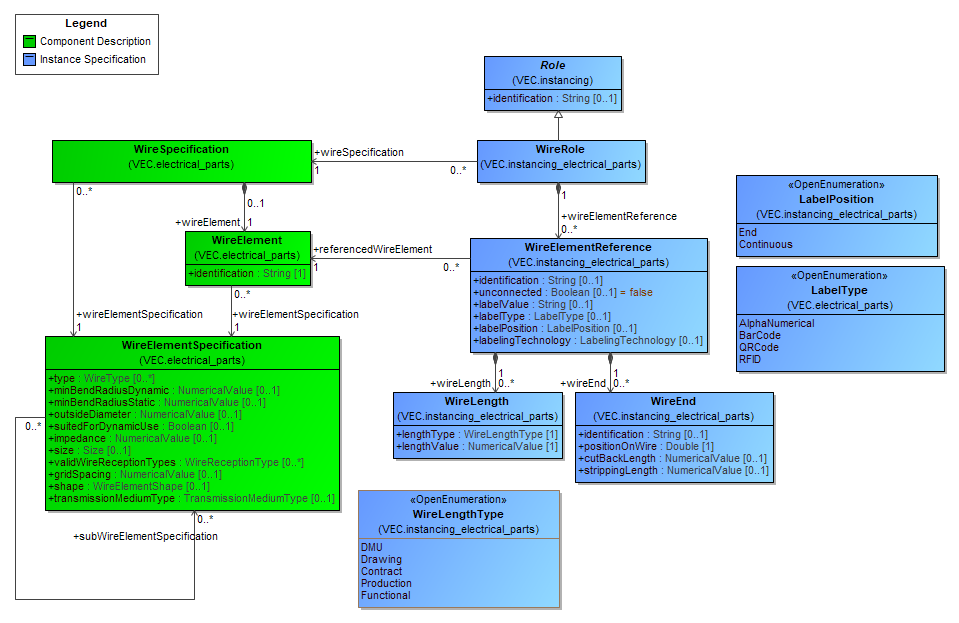 Legend
Component Description
Instance Specification
Role
(VEC.instancing)
+identification : String [0..1]
WireSpecification
(VEC.electrical_parts)
+wireSpecification
1
0..*
WireRole
(VEC.instancing_electrical_parts)
«OpenEnumeration»
LabelPosition
(VEC.instancing_electrical_parts)
End
Continuous
0..*
0..1
+wireElement
1
1
+wireElementReference
0..*
WireElement
(VEC.electrical_parts)
+identification : String [1]
+referencedWireElement
1
0..*
WireElementReference
(VEC.instancing_electrical_parts)
+identification : String [0..1]
+unconnected : Boolean [0..1] = false
+labelValue : String [0..1]
+labelType : LabelType [0..1]
+labelPosition : LabelPosition [0..1]
+labelingTechnology : LabelingTechnology [0..1]
«OpenEnumeration»
LabelType
(VEC.electrical_parts)
AlphaNumerical
BarCode
QRCode
RFID
0..*
+wireElementSpecification
1
+wireElementSpecification
1
WireElementSpecification
(VEC.electrical_parts)
+type : WireType [0..*]
+minBendRadiusDynamic : NumericalValue [0..1]
+minBendRadiusStatic : NumericalValue [0..1]
+outsideDiameter : NumericalValue [0..1]
+suitedForDynamicUse : Boolean [0..1]
+impedance : NumericalValue [0..1]
+size : Size [0..1]
+validWireReceptionTypes : WireReceptionType [0..*]
+gridSpacing : NumericalValue [0..1]
+shape : WireElementShape [0..1]
+transmissionMediumType : TransmissionMediumType [0..1]
0..*
0..*
+subWireElementSpecification
1
+wireLength
0..*
1
+wireEnd
0..*
WireLength
(VEC.instancing_electrical_parts)
+lengthType : WireLengthType [1]
+lengthValue : NumericalValue [1]
WireEnd
(VEC.instancing_electrical_parts)
+identification : String [0..1]
+positionOnWire : Double [1]
+cutBackLength : NumericalValue [0..1]
+strippingLength : NumericalValue [0..1]
«OpenEnumeration»
WireLengthType
(VEC.instancing_electrical_parts)
DMU
Drawing
Contract
Production
Functional